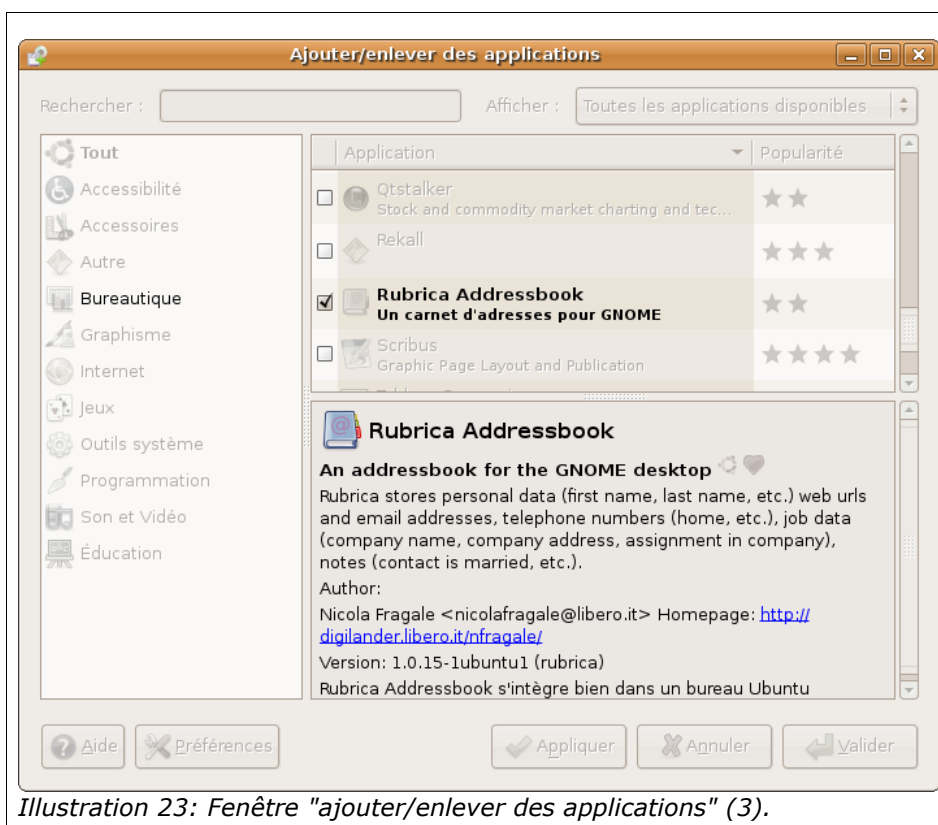 Ajouter/enlever des applications
Rechercher :
Afficher : Toutes les applications disponibles
Tout
Accessibilité
Accessoires
Autre
Bureautique
Graphisme
Internet
Jeux
Outils système
Programmation
Son et Vidéo
Éducation
Application Popularité
Qtstalker
Stock and commodity market charting and tec...
Rekall
Rubrica Addressbook
Un carnet d'adresses pour GNOME
Scribus
Graphic Page Layout and Publication
Rubrica Addressbook
An addressbook for the GNOME desktop
Rubrica stores personal data (first name, last name, etc.) web urls
and email addresses, telephone numbers (home, etc.), job data
(company name, company address, assignment in company),
notes (contact is married, etc.).
Author:
Nicola Fragale <nicolafragale@libero.it> Homepage: http://
digilander.libero.it/nfragale/
Version: 1.0.15-1ubuntu1 (rubrica)
Rubrica Addressbook s'intègre bien dans un bureau Ubuntu
Aide
Préférences
Appliquer
Annuler
Valider
Illustration 23: Fenêtre "ajouter/enlever des applications" (3).